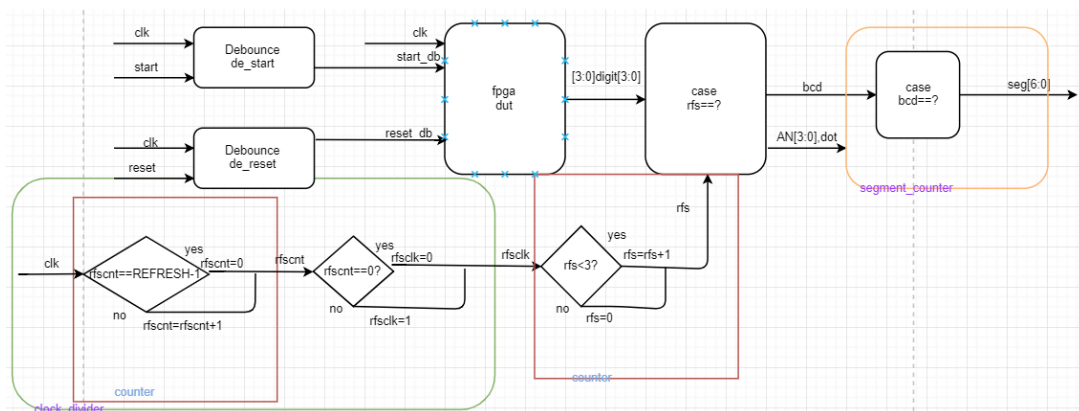 clk
start
Debounce
de_start
clk
start_db
fpga
dut
[3:0]digit[3:0]
case
rfs==?
bcd
AN[3:0],dot
case
bcd==?
seg[6:0]
segment_counter
clk
reset
Debounce
de_reset
reset_db
clk
rfscnt==REFRESH-1
yes
rfscnt=0
no
rfscnt=rfscnt+1
counter
clock_divider
rfscnt
rfscnt==0?
yes
rfsclk=0
no
rfsclk=1
rfsclk
rfs<3?
yes
rfs=rfs+1
no
rfs=0
rfs
counter